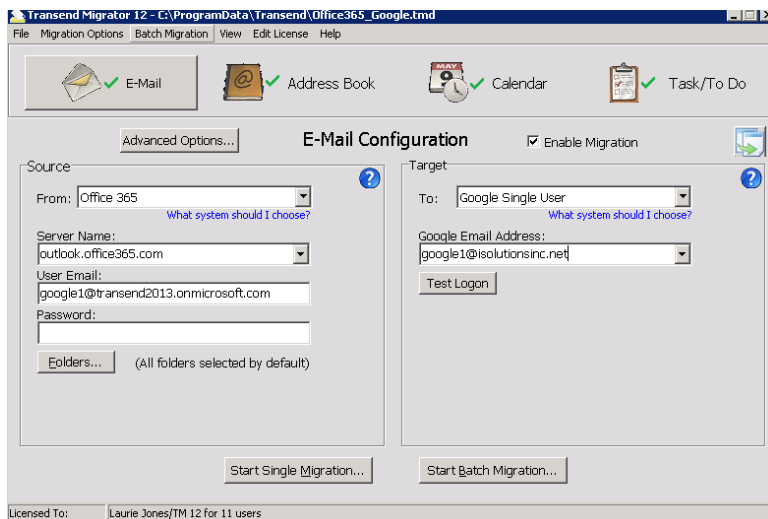 Transend Migrator 12 - C:\ProgramData\Transend\Office365_Google.tmd
File Migration Options Batch Migration View Edit License Help
E-Mail Address Book MAY Calendar Task/To Do
Advanced Options... E-Mail Configuration Enable Migration
Source Target
From: Office 365 To: Google Single User
What system should I choose? What system should I choose?
Server Name: Google Email Address:
outlook.office365.com google1@isolutionsinc.net
User Email: Test Logon
google1@transend2013.onmicrosoft.com
Password:
Folders... (All folders selected by default)
Start Single Migration... Start Batch Migration...
Licensed To: Laurie Jones/TM 12 for 11 users